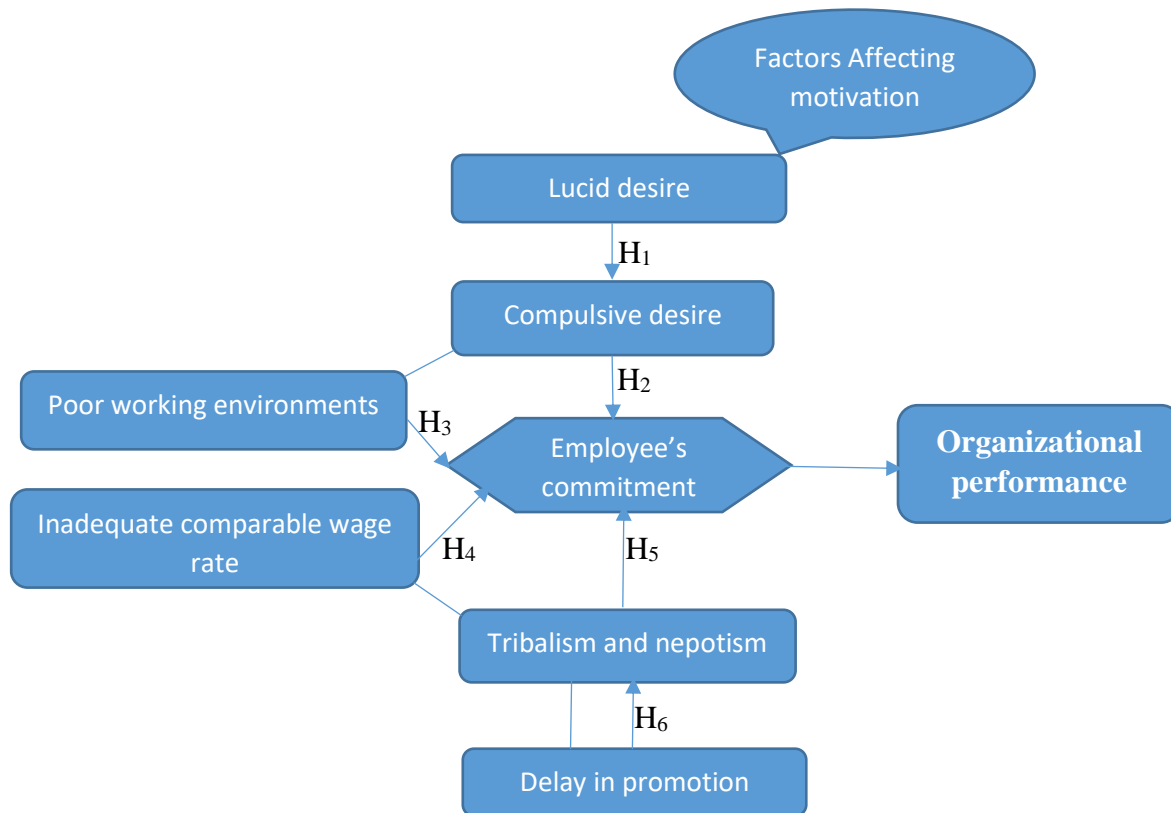 Factors Affecting
motivation
Lucid desire
H1
Compulsive desire
H2
Poor working environments
H3
Employee’s
commitment
Organizational
performance
Inadequate comparable wage
rate
H4
H5
Tribalism and nepotism
H6
Delay in promotion